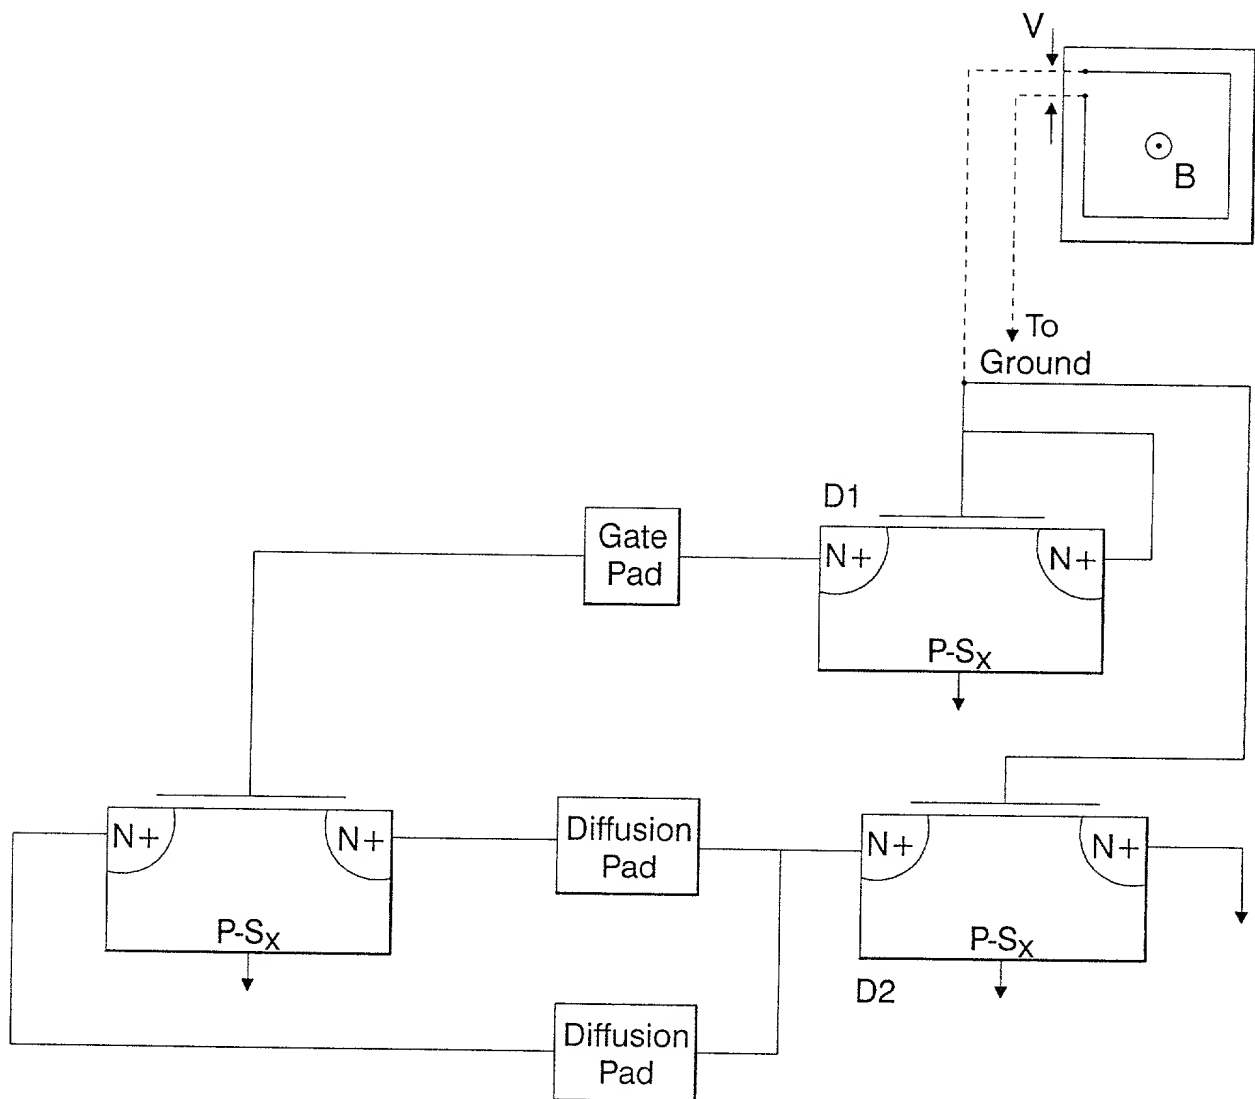 V
B
To
Ground
D1
Gate
Pad
N+
N+
P-SX
N+
N+
P-SX
Diffusion
Pad
N+
N+
P-SX
D2
Diffusion
Pad